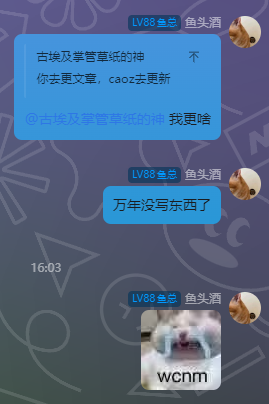 LV88 鱼总 鱼头酒
古埃及掌管草纸的神 不
你去更文章，caoz去更新
@古埃及掌管草纸的神 我更啥
LV88 鱼总 鱼头酒
万年没写东西了
16:03
LV88 鱼总 鱼头酒
wcnm